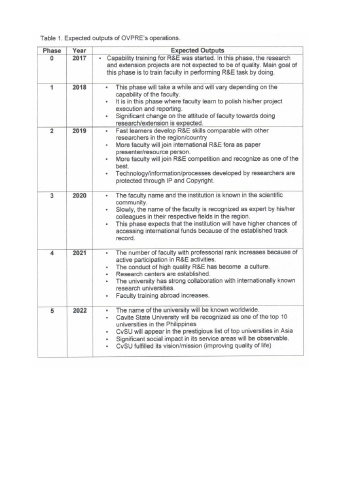 Table 1. Expected outputs of OVPRE's operations.
Phase Year Expected Outputs
0 2017 • Capability training for R&E was started. In this phase, the research
and extension projects are not expected to be of quality. Main goal of
this phase is to train faculty in performing R&E task by doing.
1 2018 • This phase will take a while and will vary depending on the
capability of the faculty.
• It is in this phase where faculty learn to polish his/her project
execution and reporting.
• Significant change on the attitude of faculty towards doing
research/extension is expected.
2 2019 • Fast learners develop R&E skills comparable with other
researchers in the region/country
• More faculty will join international R&E fora as paper
presenter/resource person.
• More faculty will join R&E competition and recognize as one of the
best.
• Technology/information/processes developed by researchers are
protected through IP and Copyright.
3 2020 • The faculty name and the institution is known in the scientific
community.
• Slowly, the name of the faculty is recognized as expert by his/her
colleagues in their respective fields in the region.
• This phase expects that the institution will have higher chances of
accessing international funds because of the established track
record.
4 2021 • The number of faculty with professorial rank increases because of
active participation in R&E activities.
• The conduct of high quality R&E has become a culture.
• Research centers are established.
• The university has strong collaboration with internationally known
research universities.
• Faculty training abroad increases.
5 2022 • The name of the university will be known worldwide.
• Cavite State University will be recognized as one of the top 10
universities in the Philippines
• CvSU will appear in the prestigious list of top universities in Asia
• Significant social impact in its service areas will be observable.
• CvSU fulfilled its vision/mission (improving quality of life)